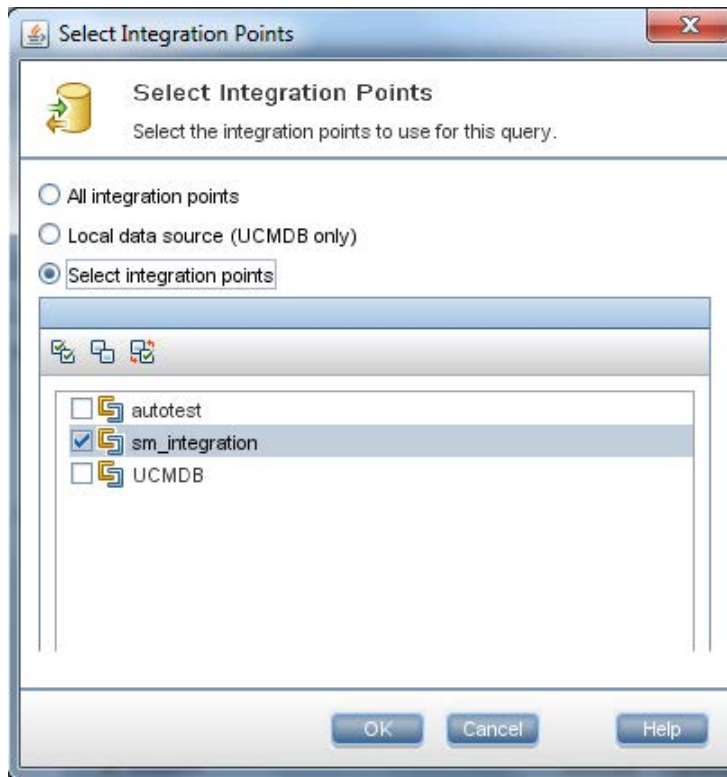 Select Integration Points
Select Integration Points
Select the integration points to use for this query.
All integration points
Local data source (UCMDB only)
Select integration points
autotest
sm_integration
UCMDB
OK Cancel Help